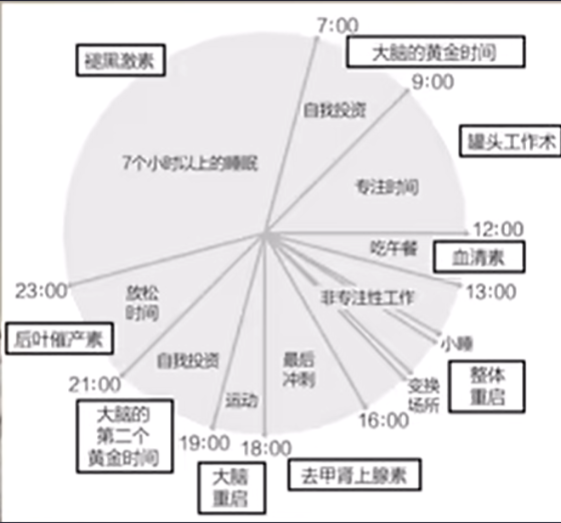 7:00
大脑的黄金时间
褪黑激素
9:00
自我投资
罐头工作术
7个小时以上的睡眠
专注时间
12:00
吃午餐
血清素
13:00
23:00
放松
时间
非专注性工作
后叶催产素
小睡
自我投资
最后
冲刺
整体
重启
21:00
变换
场所
运动
16:00
大脑的
第二个
黄金时间
19:00
18:00
大脑
重启
去甲肾上腺素